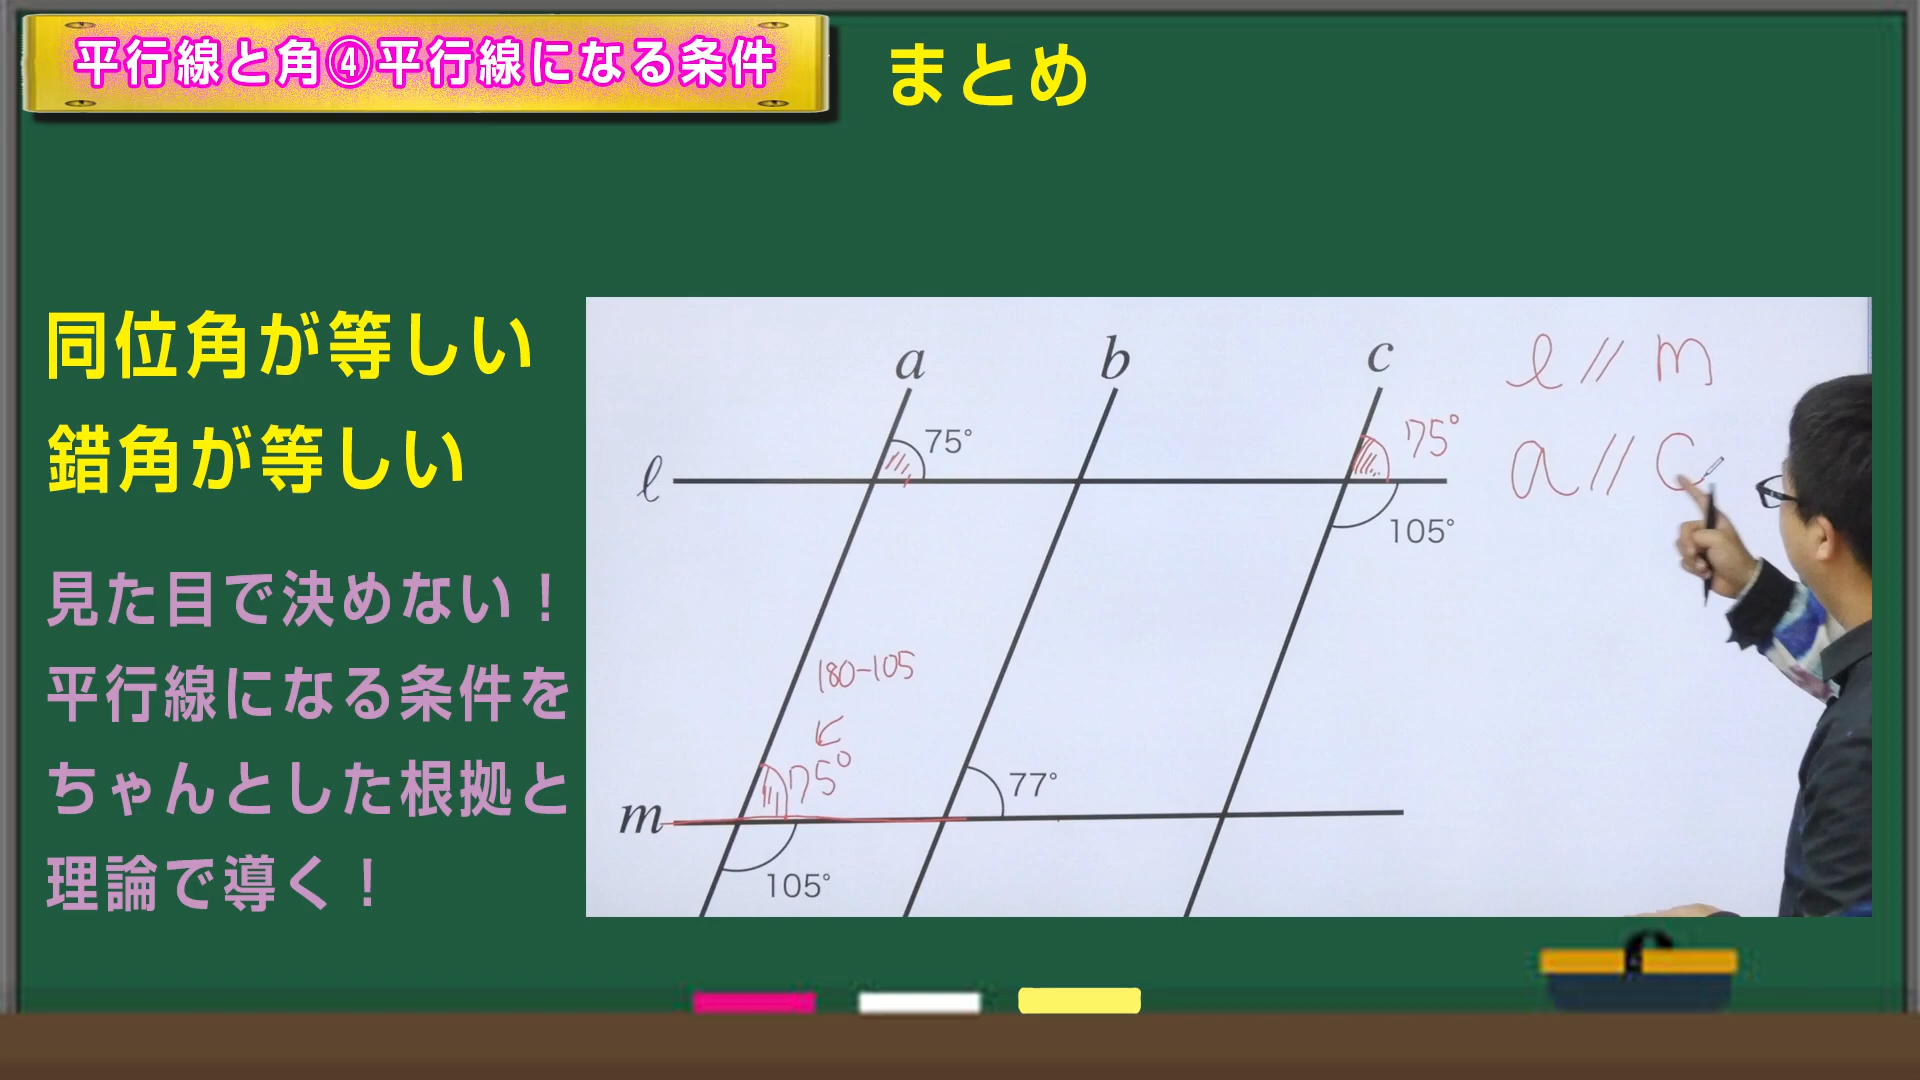 平行線と角④平行線になる条件
まとめ
同位角が等しい
錯角が等しい
見た目で決めない！
平行線になる条件を
ちゃんとした根拠と
理論で導く！
a
b
c
ℓ // m
75°
75°
a // c
ℓ
105°
180-105
75°
77°
m
105°